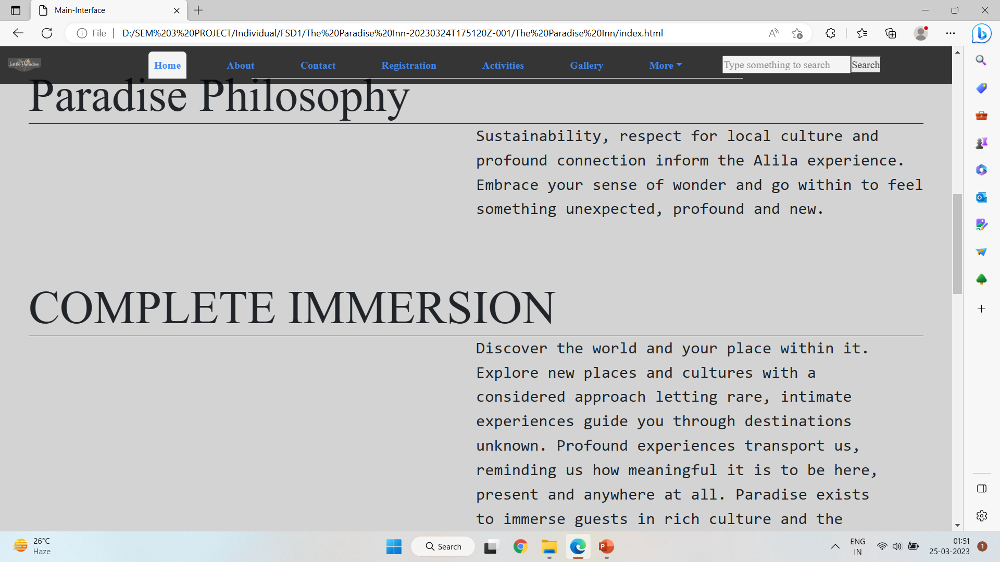 Main-Interface
File
D:/SEM%203%20PROJECT/Individual/FSD1/The%20Paradise%20Inn-20230324T175120Z-001/The%20Paradise%20Inn/index.html
Little Paradise
Home
About
Contact
Registration
Activities
Gallery
More
Type something to search
Search
Paradise Philosophy
Sustainability, respect for local culture and
profound connection inform the Alila experience.
Embrace your sense of wonder and go within to feel
something unexpected, profound and new.
COMPLETE IMMERSION
Discover the world and your place within it.
Explore new places and cultures with a
considered approach letting rare, intimate
experiences guide you through destinations
unknown. Profound experiences transport us,
reminding us how meaningful it is to be here,
present and anywhere at all. Paradise exists
to immerse guests in rich culture and the
26°C
Haze
Search
ENG
IN
01:51
25-03-2023
1